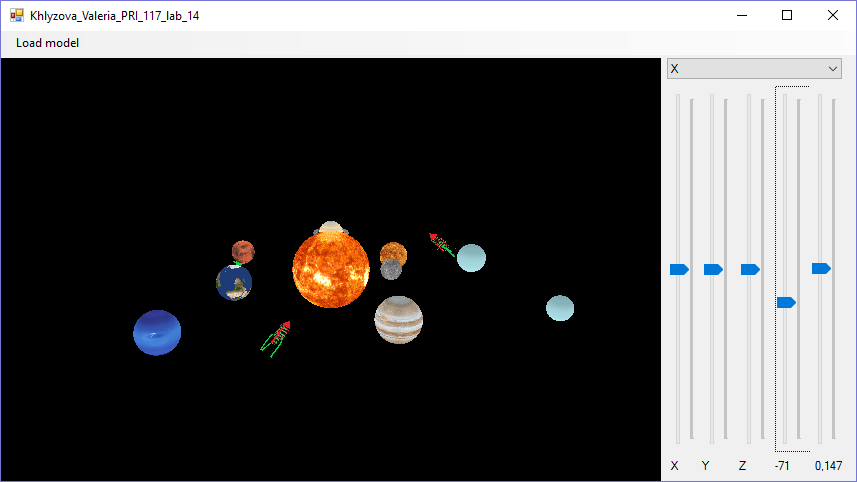 Khlyzova_Valeria_PRI_117_lab_14
Load model
X
X Y Z -71 0,147